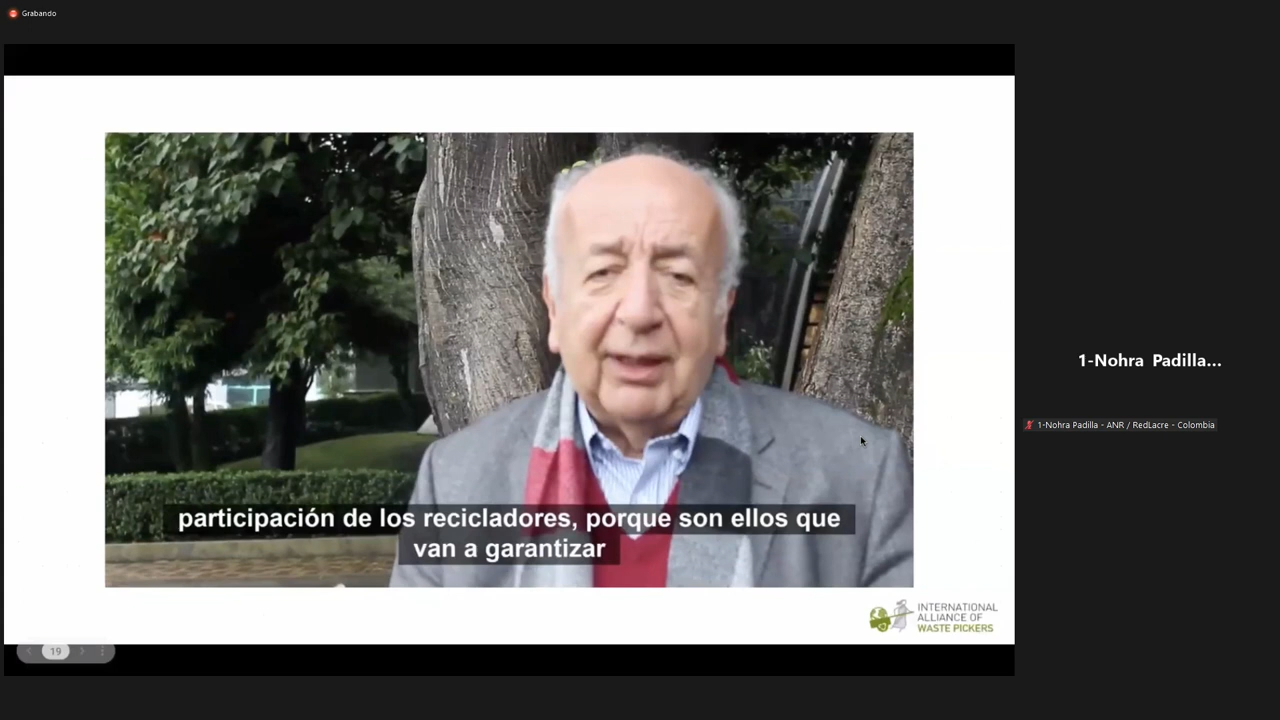 Grabando
participación de los recicladores, porque son ellos que
van a garantizar
INTERNATIONAL
ALLIANCE OF
WASTE PICKERS
19
1-Nohra Padilla...
1-Nohra Padilla - ANR / RedLacre - Colombia